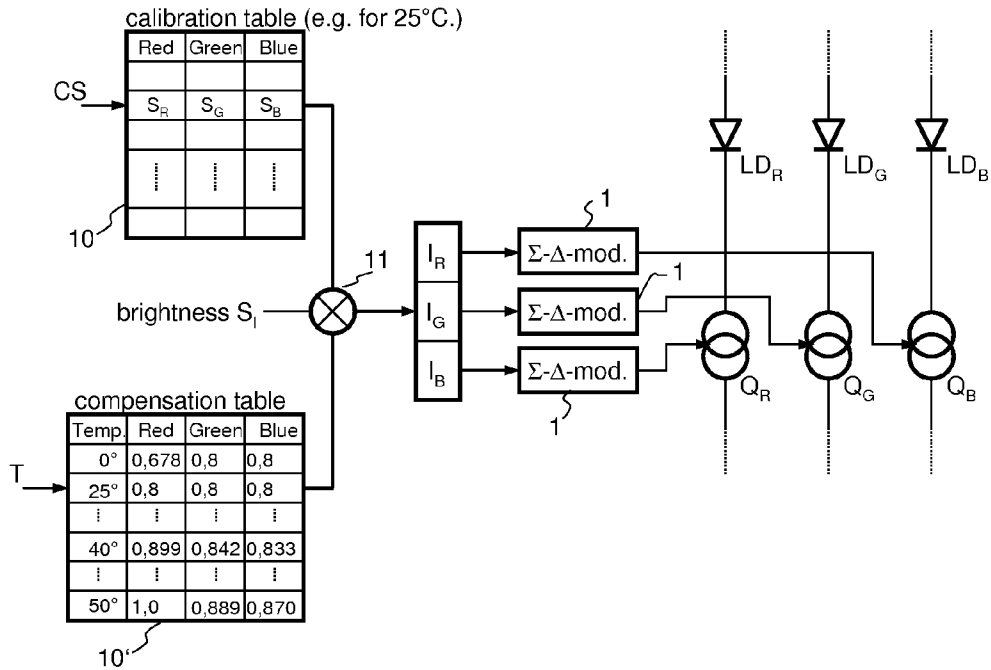 calibration table (e.g. for 25°C.)
Red Green Blue
CS
S_R S_G S_B
10
11
brightness S_I
I_R
I_G
I_B
1
Σ-Δ-mod.
1
Σ-Δ-mod.
Σ-Δ-mod.
1
LD_R LD_G LD_B
Q_R Q_G Q_B
compensation table
Temp. Red Green Blue
0° 0,678 0,8 0,8
T
25° 0,8 0,8 0,8
40° 0,899 0,842 0,833
50° 1,0 0,889 0,870
10'